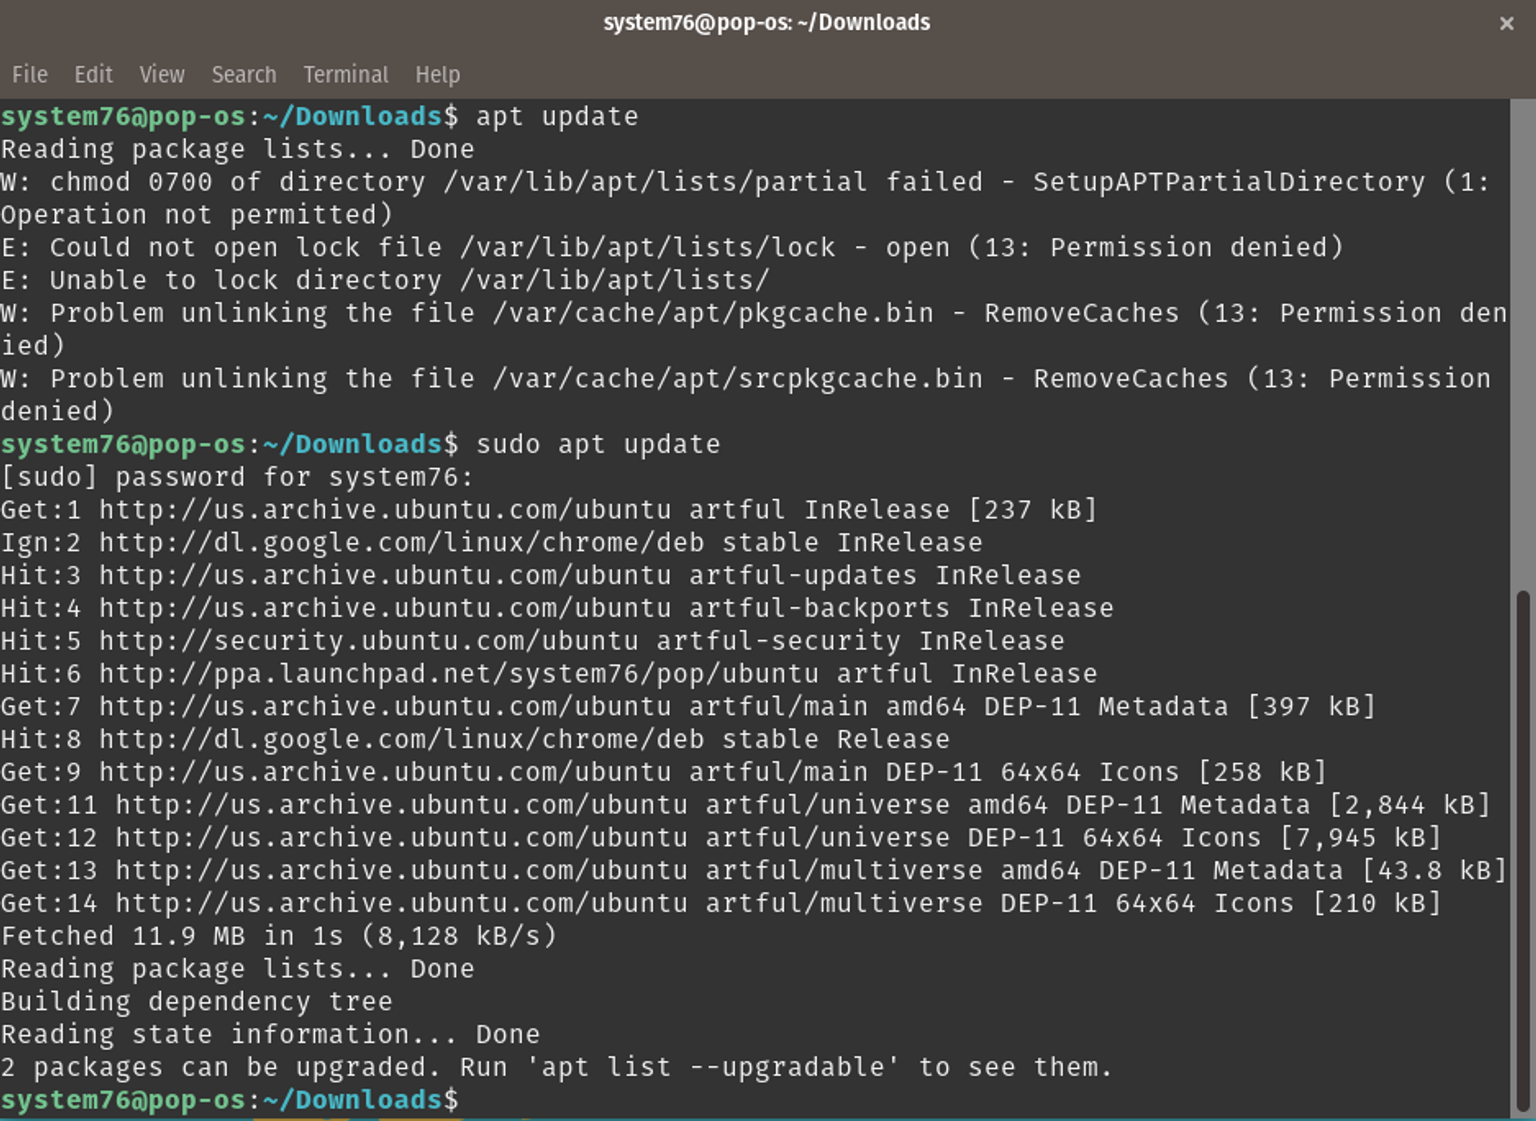 system76@pop-os: ~/Downloads ×
File Edit View Search Terminal Help
system76@pop-os:~/Downloads$ apt update
Reading package lists... Done
W: chmod 0700 of directory /var/lib/apt/lists/partial failed - SetupAPTPartialDirectory (1:
Operation not permitted)
E: Could not open lock file /var/lib/apt/lists/lock - open (13: Permission denied)
E: Unable to lock directory /var/lib/apt/lists/
W: Problem unlinking the file /var/cache/apt/pkgcache.bin - RemoveCaches (13: Permission den
ied)
W: Problem unlinking the file /var/cache/apt/srcpkgcache.bin - RemoveCaches (13: Permission
denied)
system76@pop-os:~/Downloads$ sudo apt update
[sudo] password for system76:
Get:1 http://us.archive.ubuntu.com/ubuntu artful InRelease [237 kB]
Ign:2 http://dl.google.com/linux/chrome/deb stable InRelease
Hit:3 http://us.archive.ubuntu.com/ubuntu artful-updates InRelease
Hit:4 http://us.archive.ubuntu.com/ubuntu artful-backports InRelease
Hit:5 http://security.ubuntu.com/ubuntu artful-security InRelease
Hit:6 http://ppa.launchpad.net/system76/pop/ubuntu artful InRelease
Get:7 http://us.archive.ubuntu.com/ubuntu artful/main amd64 DEP-11 Metadata [397 kB]
Hit:8 http://dl.google.com/linux/chrome/deb stable Release
Get:9 http://us.archive.ubuntu.com/ubuntu artful/main DEP-11 64x64 Icons [258 kB]
Get:11 http://us.archive.ubuntu.com/ubuntu artful/universe amd64 DEP-11 Metadata [2,844 kB]
Get:12 http://us.archive.ubuntu.com/ubuntu artful/universe DEP-11 64x64 Icons [7,945 kB]
Get:13 http://us.archive.ubuntu.com/ubuntu artful/multiverse amd64 DEP-11 Metadata [43.8 kB]
Get:14 http://us.archive.ubuntu.com/ubuntu artful/multiverse DEP-11 64x64 Icons [210 kB]
Fetched 11.9 MB in 1s (8,128 kB/s)
Reading package lists... Done
Building dependency tree
Reading state information... Done
2 packages can be upgraded. Run 'apt list --upgradable' to see them.
system76@pop-os:~/Downloads$